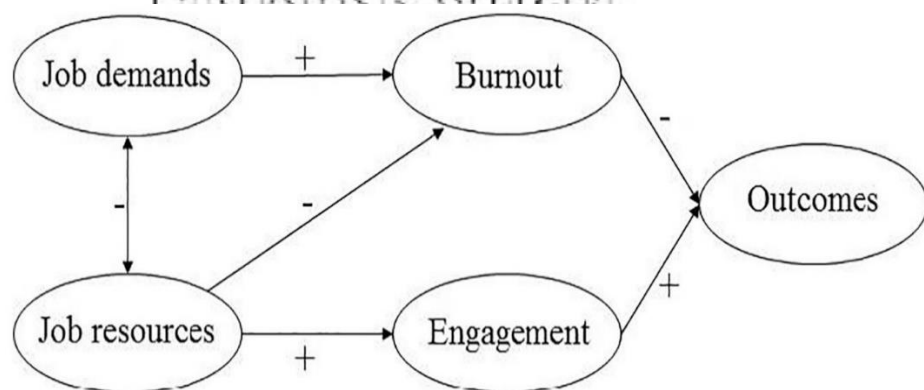 Job demands
+
Burnout
-
-
-
Outcomes
Job resources
+
Engagement
+